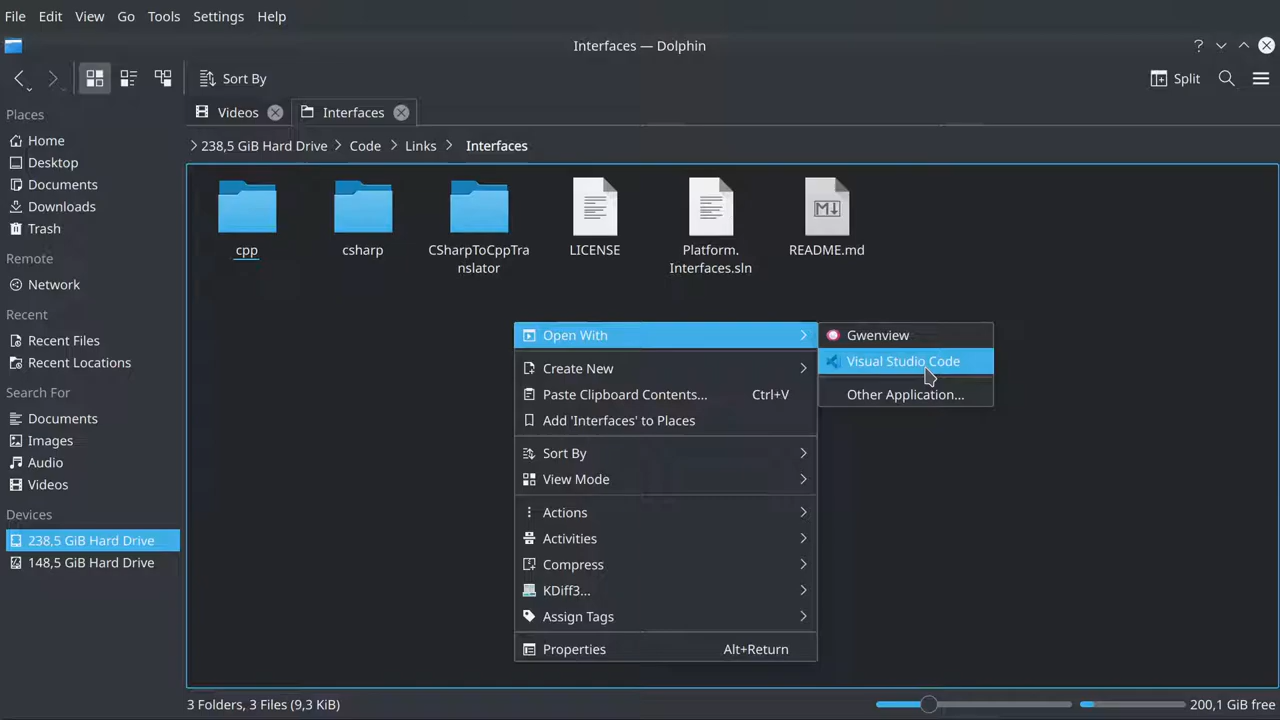 File Edit View Go Tools Settings Help
Interfaces — Dolphin
Sort By
Split
Videos
Interfaces
238,5 GiB Hard Drive
Code
Links
Interfaces
Places
Home
Desktop
Documents
Downloads
Trash
Remote
Network
Recent
Recent Files
Recent Locations
Search For
Documents
Images
Audio
Videos
Devices
238,5 GiB Hard Drive
148,5 GiB Hard Drive
cpp
csharp
CSharpToCppTra
nslator
LICENSE
Platform.
Interfaces.sln
README.md
Open With
Create New
Paste Clipboard Contents... Ctrl+V
Add 'Interfaces' to Places
Sort By
View Mode
Actions
Activities
Compress
KDiff3...
Assign Tags
Properties Alt+Return
Gwenview
Visual Studio Code
Other Application...
3 Folders, 3 Files (9,3 KiB)
200,1 GiB free